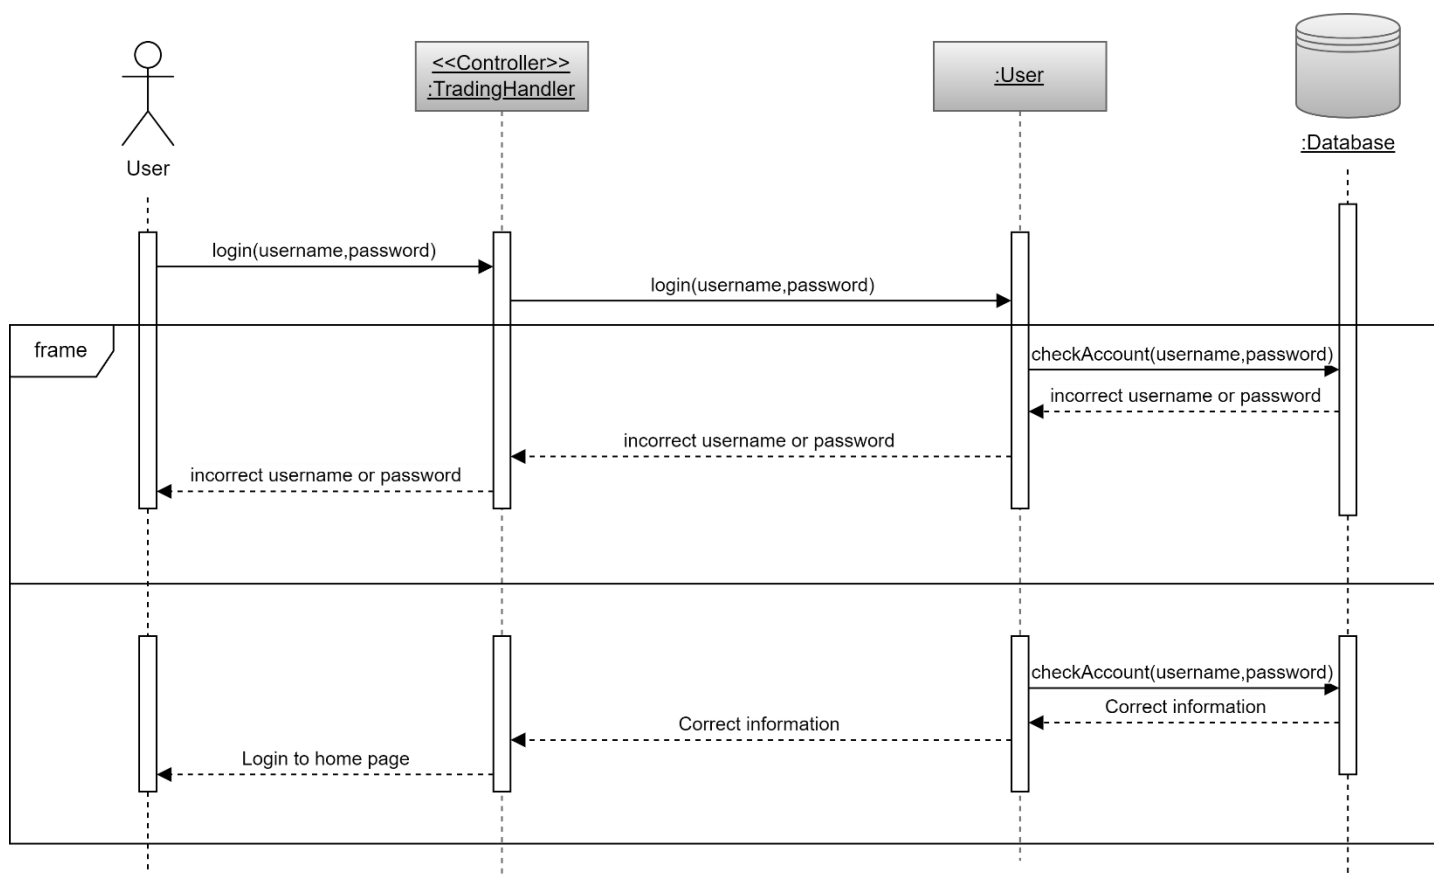 <<Controller>>
:TradingHandler
:User
:Database
User
login(username,password)
login(username,password)
frame
checkAccount(username,password)
incorrect username or password
incorrect username or password
incorrect username or password
checkAccount(username,password)
Correct information
Correct information
Login to home page